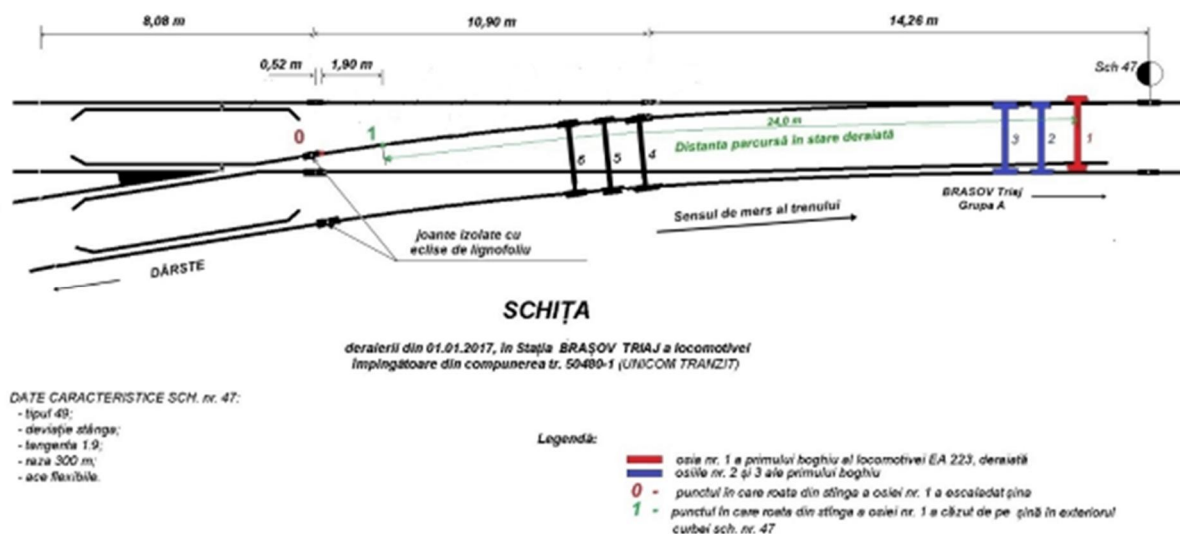 8,08 m 10,90 m 14,26 m
0,52 m 1,90 m
Sch 47
0 1
24,0 m
Distanta parcursă în stare deraiată
6 5 4 3 2 1
BRASOV Triaj
Grupa A
Sensul de mers al trenului
joante izolate cu
eclise de lignofoliu
DÂRSTE
SCHIȚA
deraierii din 01.01.2017, în Stația BRAȘOV TRIAJ a locomotivei
împingătoare din compunerea tr. 50480-1 (UNICOM TRANZIT)
DATE CARACTERISTICE SCH. nr. 47:
- tipul 49;
- deviație stânga;
- tangenta 1:9;
- raza 300 m;
- ace flexibile.
Legendă:
osia nr. 1 a primului boghiu al locomotivei EA 223, deraiată
osiile nr. 2 și 3 ale primului boghiu
0 - punctul în care roata din stînga a osiei nr. 1 a escaladat șina
1 - punctul în care roata din stînga a osiei nr. 1 a căzut de pe șină în exteriorul
curbei sch. nr. 47